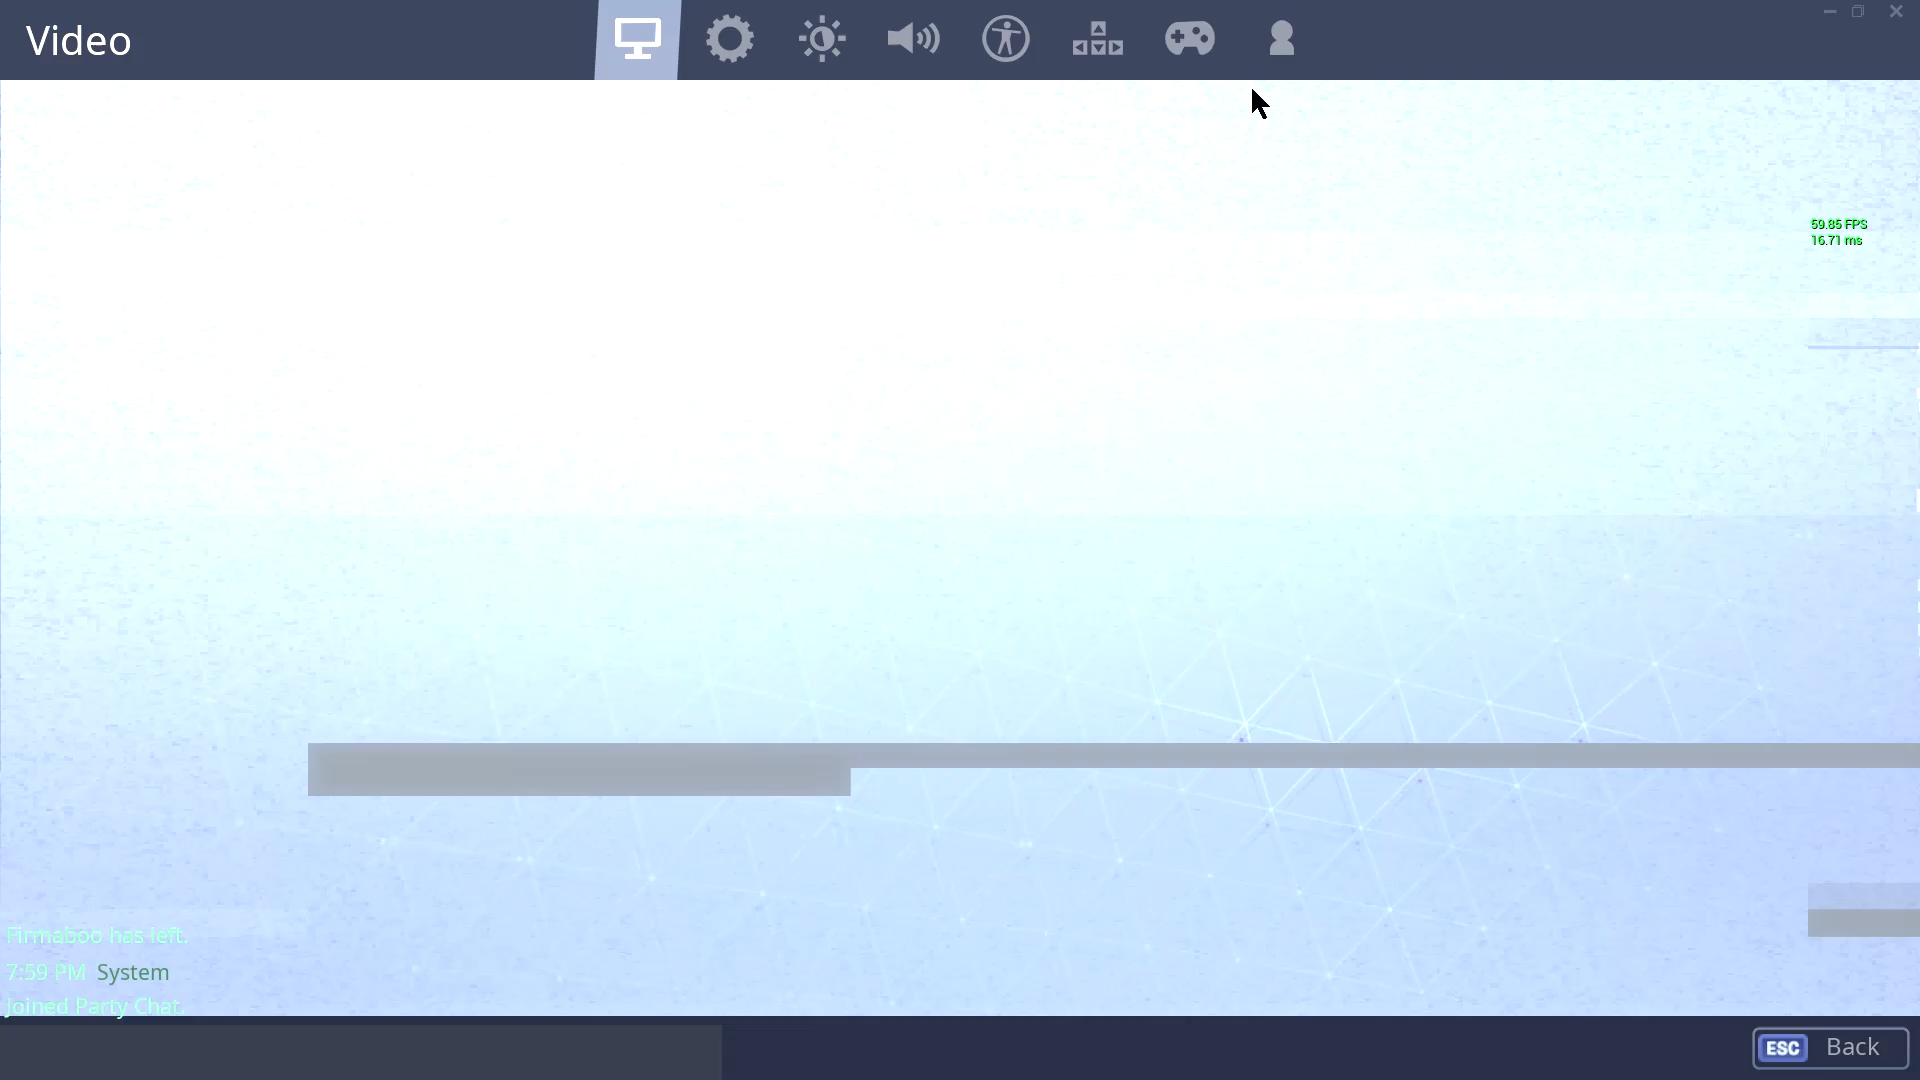 Video
59.85 FPS
16.71 ms
Firmaboo has left.
7:59 PM System
Joined Party Chat.
ESC Back